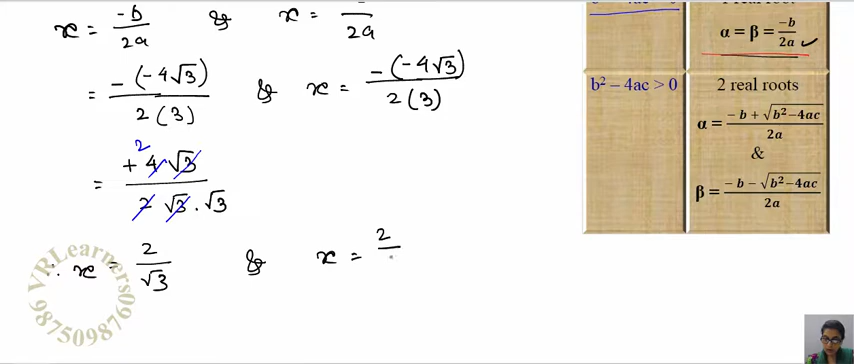 x = -b/2a & x = /2a
= -(-4√3)/2(3) & x = -(-4√3)/2(3)
= +4√3/2√3.√3
2
∴ x = 2/√3 & x = 2/
VRLearners
9875098760
α = β = -b/2a
b² – 4ac > 0
2 real roots
α = -b + √b²-4ac/2a
&
β = -b - √b²-4ac/2a